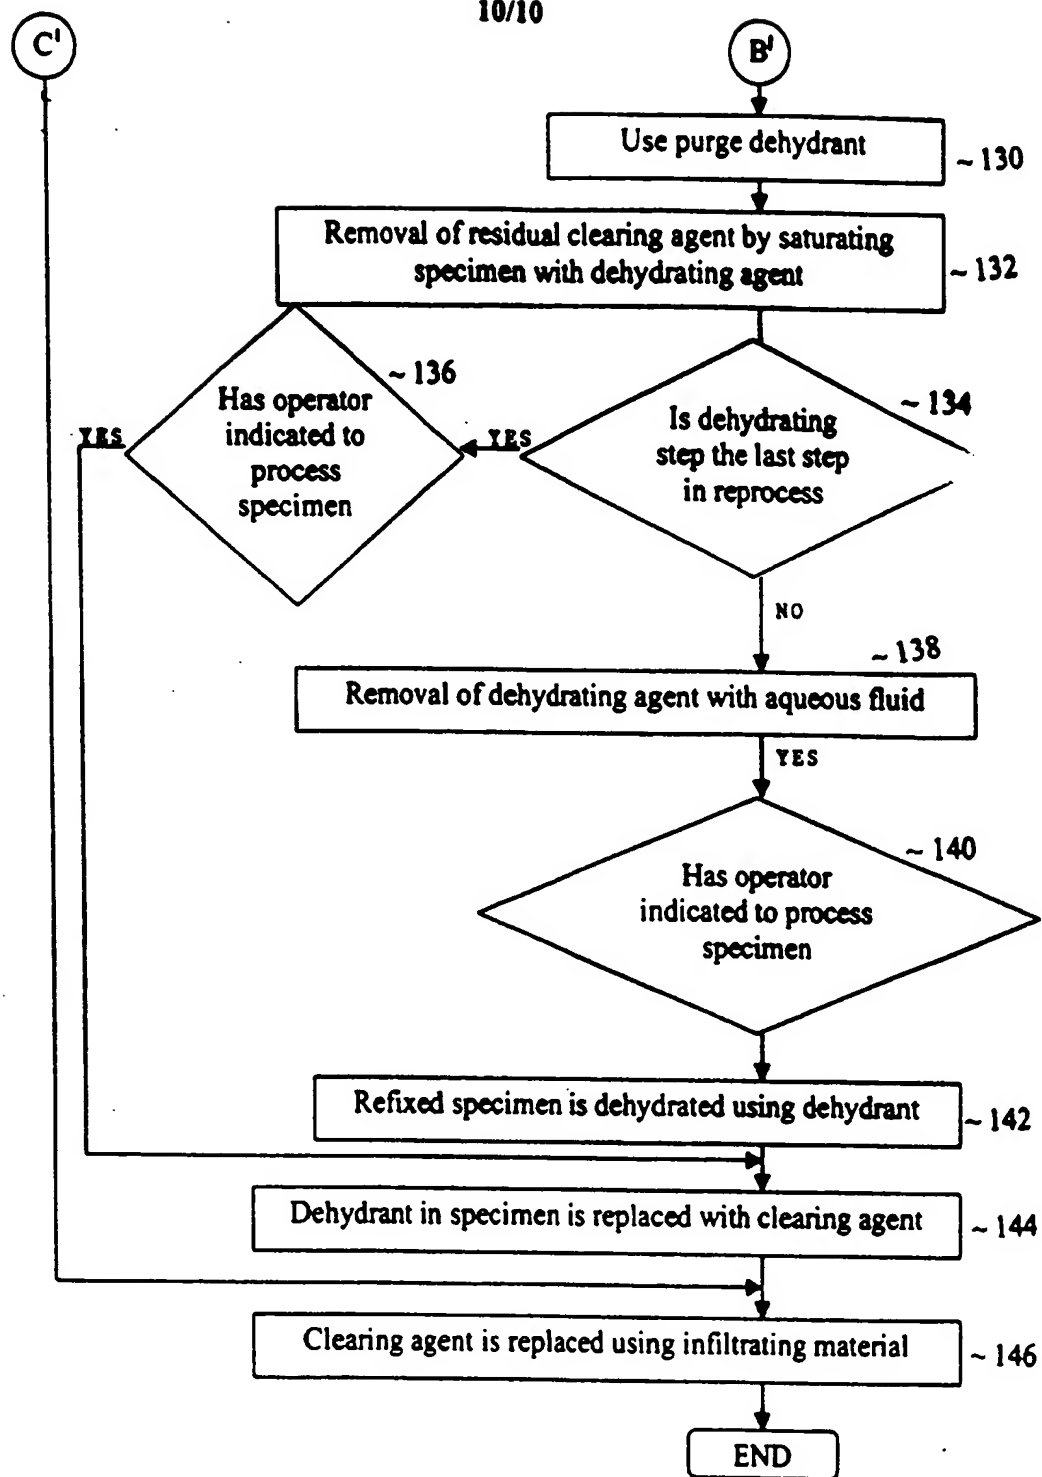 10/10
C'
B'
Use purge dehydrant
~ 130
Removal of residual clearing agent by saturating
specimen with dehydrating agent
~ 132
~ 136
Has operator
indicated to
process
specimen
YES
YES
~ 134
Is dehydrating
step the last step
in reprocess
NO
~ 138
Removal of dehydrating agent with aqueous fluid
YES
~ 140
Has operator
indicated to process
specimen
Refixed specimen is dehydrated using dehydrant
~ 142
Dehydrant in specimen is replaced with clearing agent
~ 144
Clearing agent is replaced using infiltrating material
~ 146
END